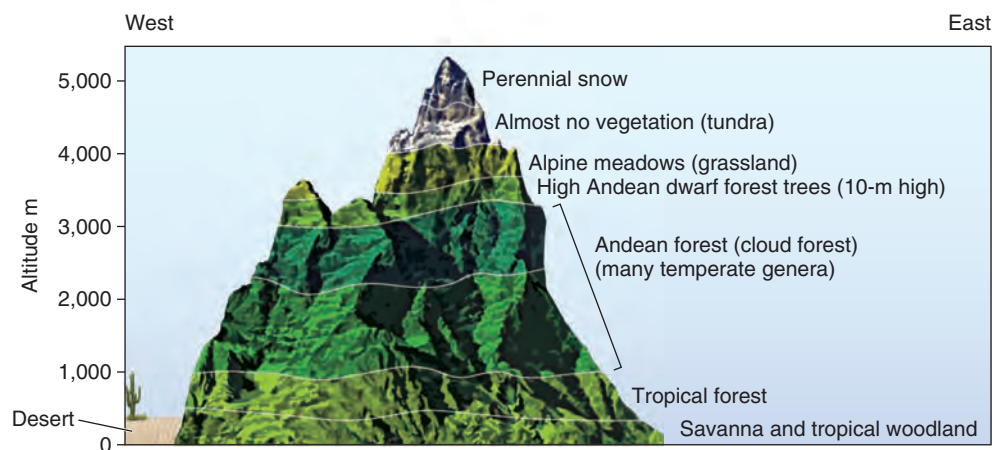 West
East
5,000
Perennial snow
Almost no vegetation (tundra)
4,000
Alpine meadows (grassland)
High Andean dwarf forest trees (10-m high)
3,000
Andean forest (cloud forest)
(many temperate genera)
Altitude m
2,000
1,000
Tropical forest
Desert
Savanna and tropical woodland
0